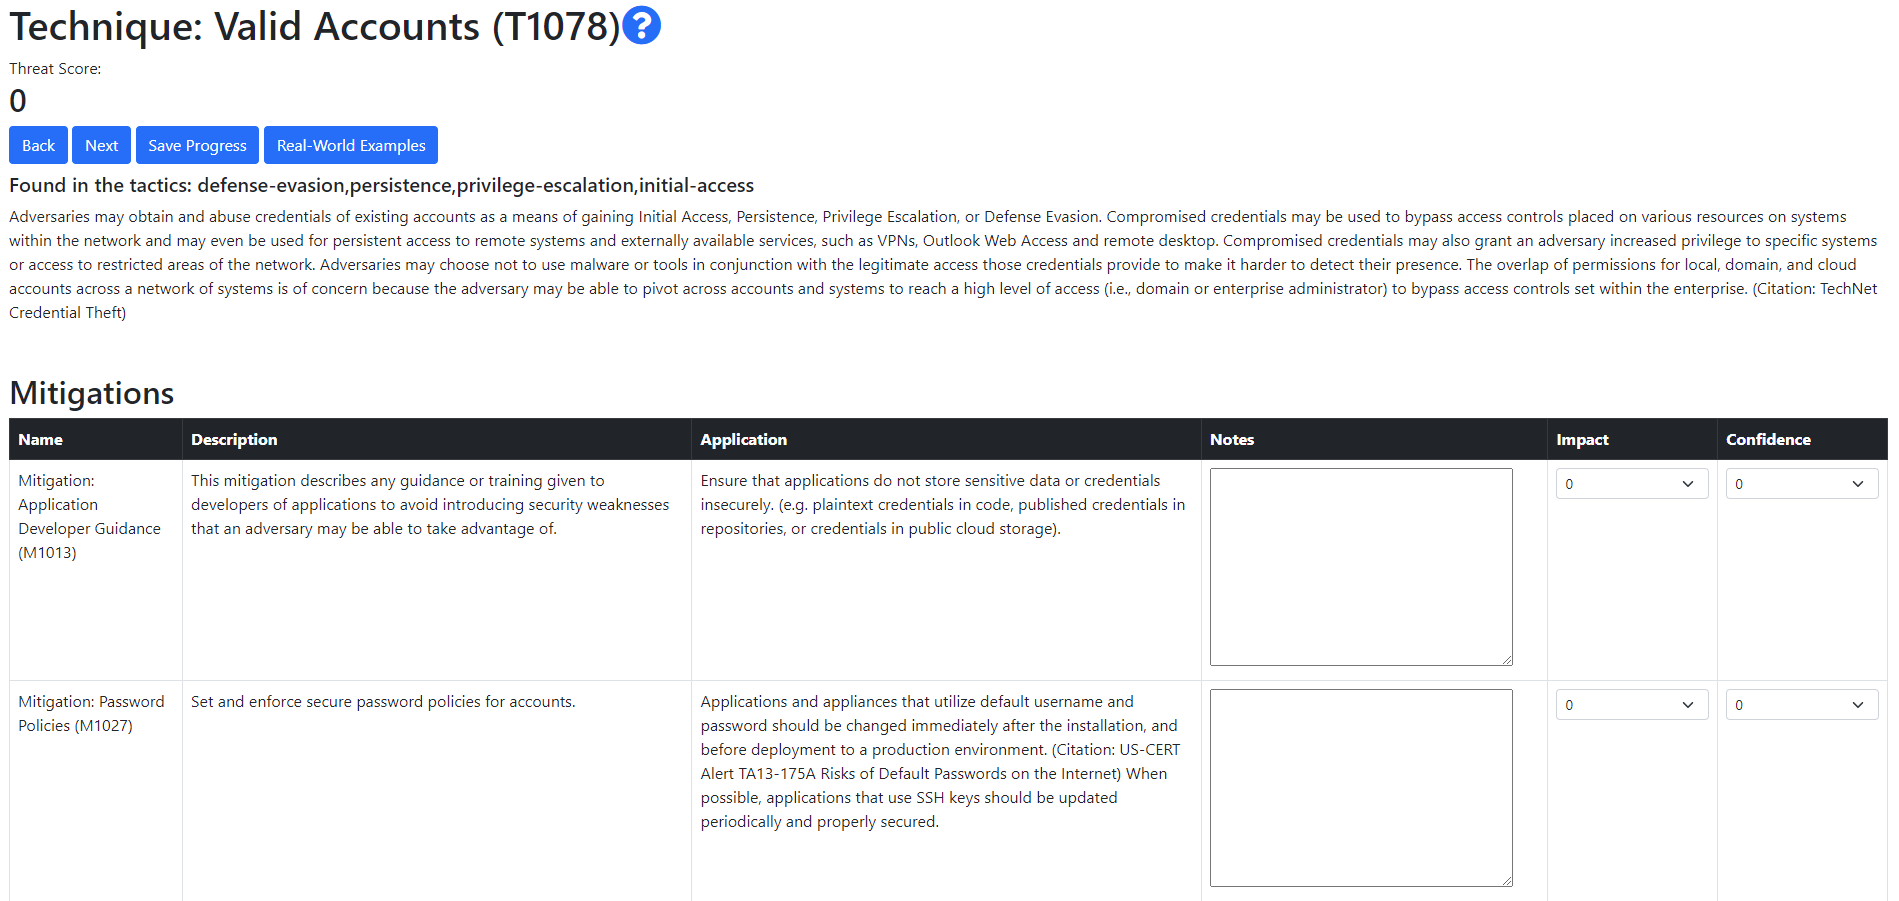 Technique: Valid Accounts (T1078)?
Threat Score:
0
Back Next Save Progress Real-World Examples
Found in the tactics: defense-evasion,persistence,privilege-escalation,initial-access
Adversaries may obtain and abuse credentials of existing accounts as a means of gaining Initial Access, Persistence, Privilege Escalation, or Defense Evasion. Compromised credentials may be used to bypass access controls placed on various resources on systems
within the network and may even be used for persistent access to remote systems and externally available services, such as VPNs, Outlook Web Access and remote desktop. Compromised credentials may also grant an adversary increased privilege to specific systems
or access to restricted areas of the network. Adversaries may choose not to use malware or tools in conjunction with the legitimate access those credentials provide to make it harder to detect their presence. The overlap of permissions for local, domain, and cloud
accounts across a network of systems is of concern because the adversary may be able to pivot across accounts and systems to reach a high level of access (i.e., domain or enterprise administrator) to bypass access controls set within the enterprise. (Citation: TechNet
Credential Theft)
Mitigations
Name Description Application Notes Impact Confidence
Mitigation:
Application
Developer Guidance
(M1013)
This mitigation describes any guidance or training given to
developers of applications to avoid introducing security weaknesses
that an adversary may be able to take advantage of.
Ensure that applications do not store sensitive data or credentials
insecurely. (e.g. plaintext credentials in code, published credentials in
repositories, or credentials in public cloud storage).
0
0
Mitigation: Password
Policies (M1027)
Set and enforce secure password policies for accounts.
Applications and appliances that utilize default username and
password should be changed immediately after the installation, and
before deployment to a production environment. (Citation: US-CERT
Alert TA13-175A Risks of Default Passwords on the Internet) When
possible, applications that use SSH keys should be updated
periodically and properly secured.
0
0